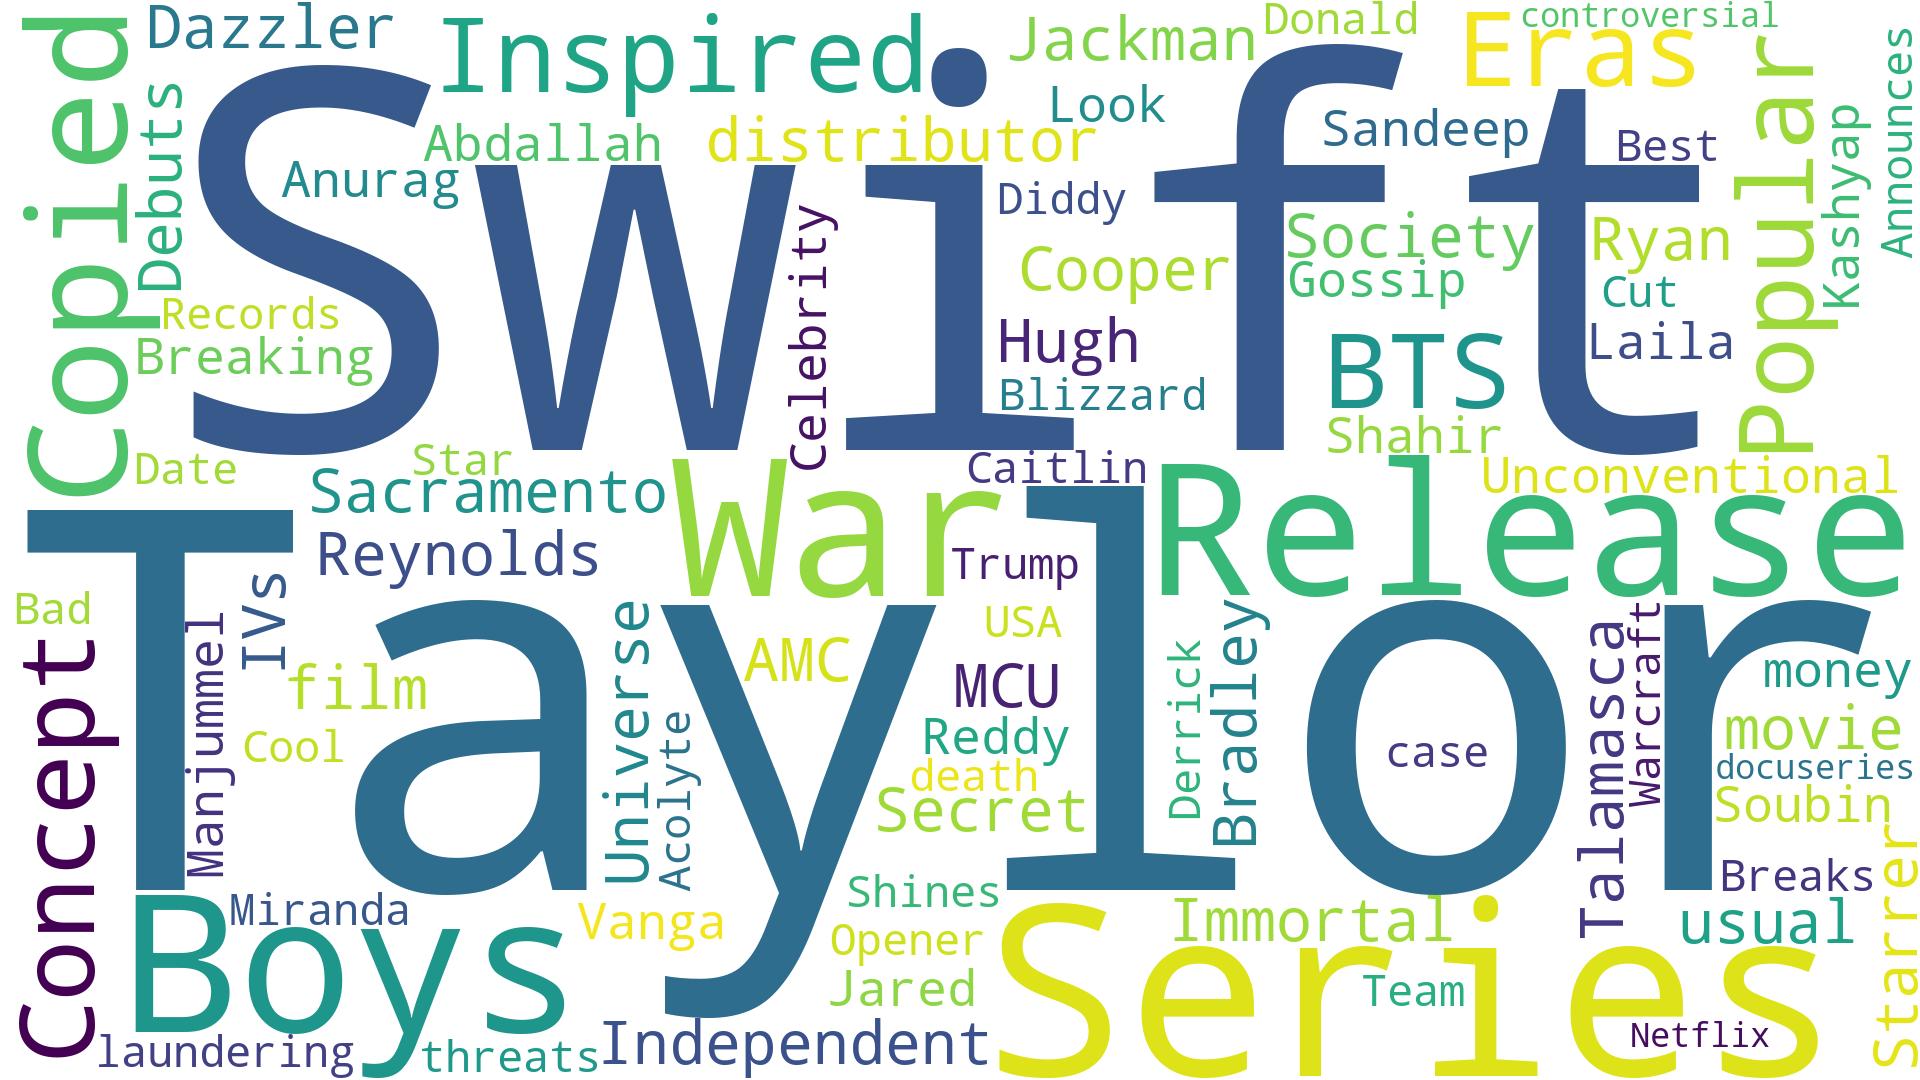 Copied
Dazzler
Inspired
Jackman
Donald
Eras
controversial
Popular
Announces
Debuts
Swift
Look
Abdallah
distributor
Sandeep
Best
Kashyap
Anurag
Diddy
Celebrity
Society
Ryan
Cooper
Gossip
Cut
Records
Breaking
Hugh
BTS
Laila
Blizzard
Shahir
Date
Star
Sacramento
Caitlin
Unconventional
War
Release
Taylor
Reynolds
Trump
IVs
Bad
USA
Concept
Manjummel
film
Universe
AMC
MCU
Bradley
Derrick
Talamasca
Warcraft
money
movie
Cool
Acolyte
Reddy
case
docuseries
death
Secret
Soubin
Starrer
Boys
Miranda
Vanga
Shines
Breaks
Opener
Immortal
usual
Series
Jared
Team
laundering
threats
Independent
Netflix